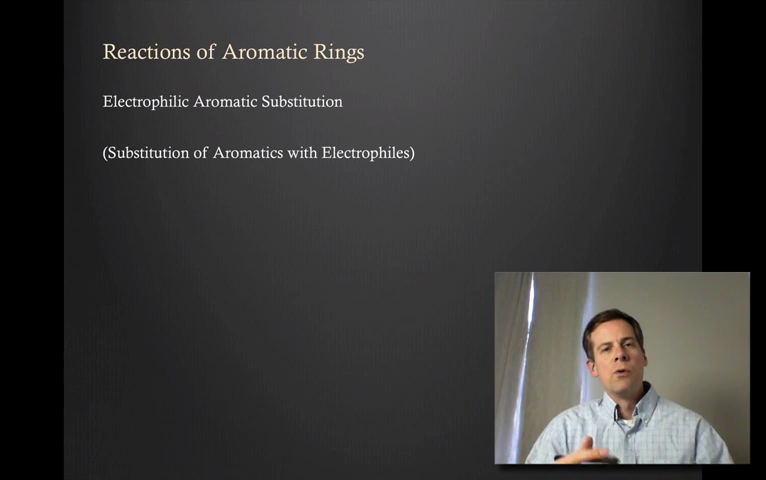 Reactions of Aromatic Rings
Electrophilic Aromatic Substitution
(Substitution of Aromatics with Electrophiles)